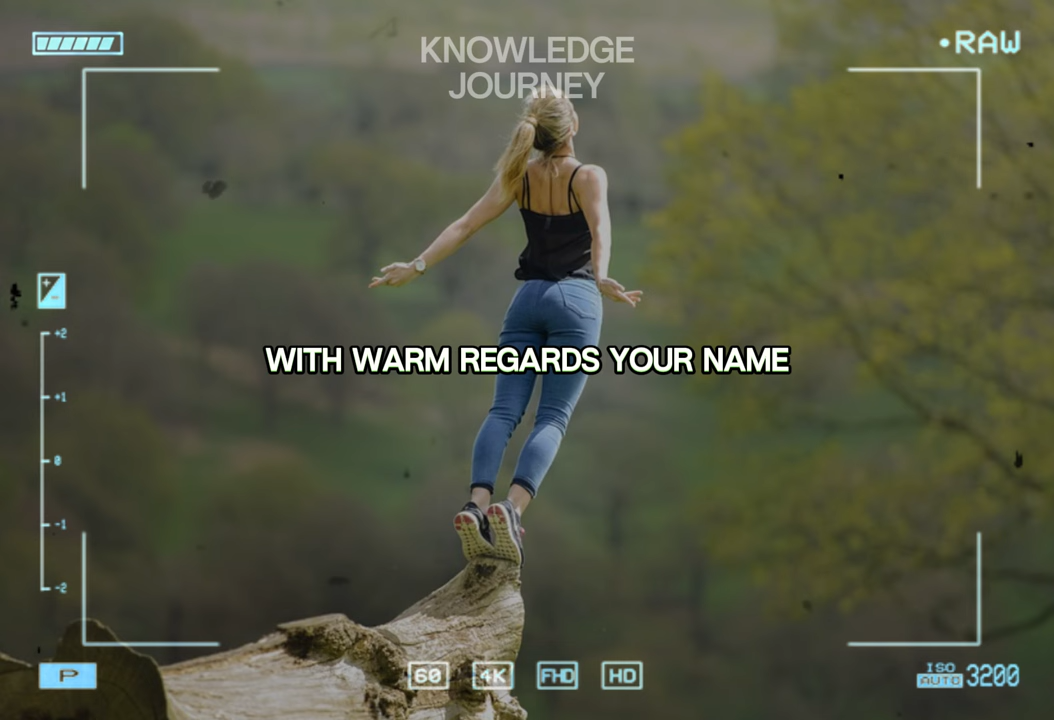 KNOWLEDGE
JOURNEY
•RAW
+2
WITH WARM REGARDS YOUR NAME
+1
0
-1
-2
P
60
4K
FHD
HD
ISO
AUTO 3200